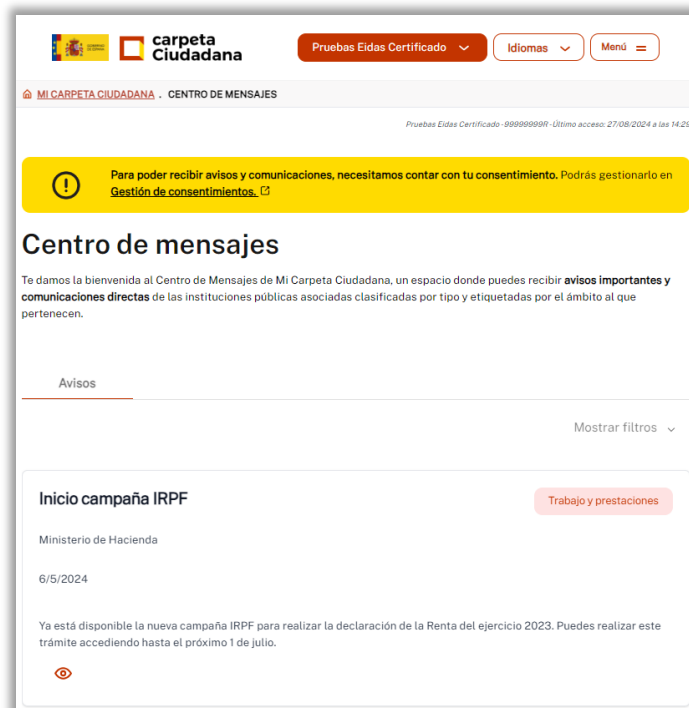 GOBIERNO DE ESPAÑA
carpeta
Ciudadana
Pruebas Eidas Certificado
Idiomas
Menú
MI CARPETA CIUDADANA . CENTRO DE MENSAJES
Pruebas Eidas Certificado - 99999999R - Último acceso: 27/08/2024 a las 14:29
Para poder recibir avisos y comunicaciones, necesitamos contar con tu consentimiento. Podrás gestionarlo en
Gestión de consentimientos.
Centro de mensajes
Te damos la bienvenida al Centro de Mensajes de Mi Carpeta Ciudadana, un espacio donde puedes recibir avisos importantes y
comunicaciones directas de las instituciones públicas asociadas clasificadas por tipo y etiquetadas por el ámbito al que
pertenecen.
Avisos
Mostrar filtros
Inicio campaña IRPF
Trabajo y prestaciones
Ministerio de Hacienda
6/5/2024
Ya está disponible la nueva campaña IRPF para realizar la declaración de la Renta del ejercicio 2023. Puedes realizar este
trámite accediendo hasta el próximo 1 de julio.